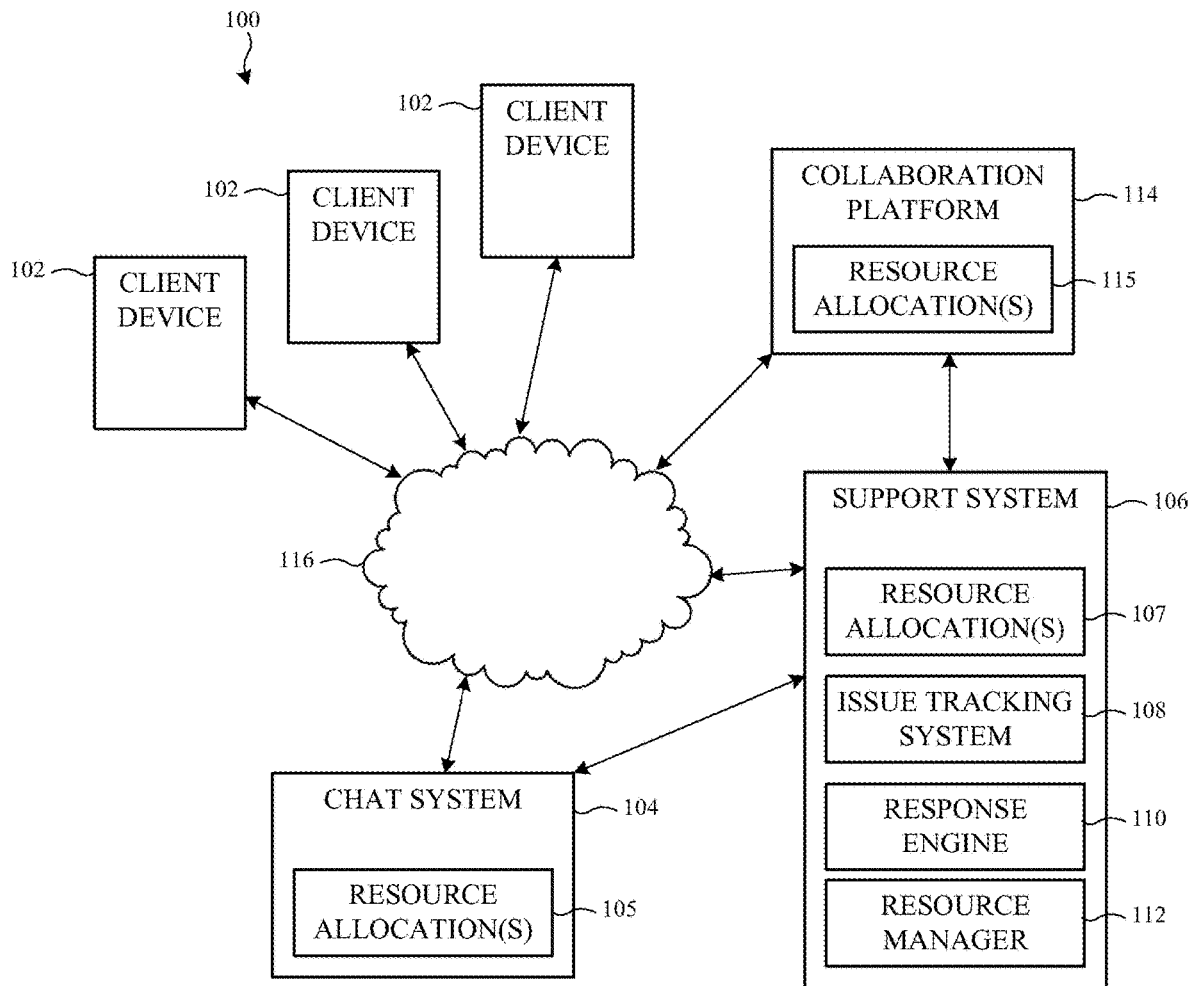 100
102
CLIENT
DEVICE
102
CLIENT
DEVICE
102
CLIENT
DEVICE
COLLABORATION
PLATFORM
114
RESOURCE
ALLOCATION(S)
115
116
SUPPORT SYSTEM
106
RESOURCE
ALLOCATION(S)
107
ISSUE TRACKING
SYSTEM
108
RESPONSE
ENGINE
110
RESOURCE
MANAGER
112
CHAT SYSTEM
104
RESOURCE
ALLOCATION(S)
105